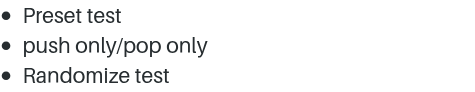 • Preset test
• push only/pop only
• Randomize test